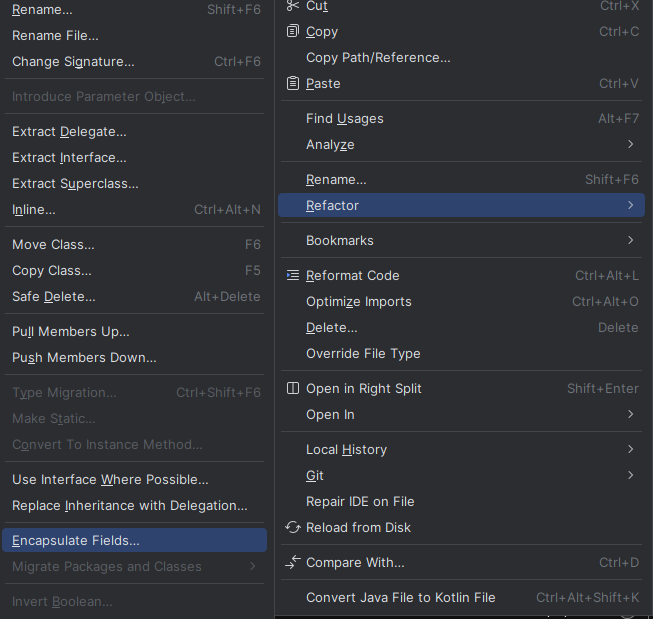 Rename... Shift+F6
Rename File...
Change Signature... Ctrl+F6
Introduce Parameter Object...
Extract Delegate...
Extract Interface...
Extract Superclass...
Inline... Ctrl+Alt+N
Move Class... F6
Copy Class... F5
Safe Delete... Alt+Delete
Pull Members Up...
Push Members Down...
Type Migration... Ctrl+Shift+F6
Make Static...
Convert To Instance Method...
Use Interface Where Possible...
Replace Inheritance with Delegation...
Encapsulate Fields...
Migrate Packages and Classes
Invert Boolean...
Cut Ctrl+X
Copy Ctrl+C
Copy Path/Reference...
Paste Ctrl+V
Find Usages Alt+F7
Analyze
Rename... Shift+F6
Refactor
Bookmarks
Reformat Code Ctrl+Alt+L
Optimize Imports Ctrl+Alt+O
Delete... Delete
Override File Type
Open in Right Split Shift+Enter
Open In
Local History
Git
Repair IDE on File
Reload from Disk
Compare With... Ctrl+D
Convert Java File to Kotlin File Ctrl+Alt+Shift+K